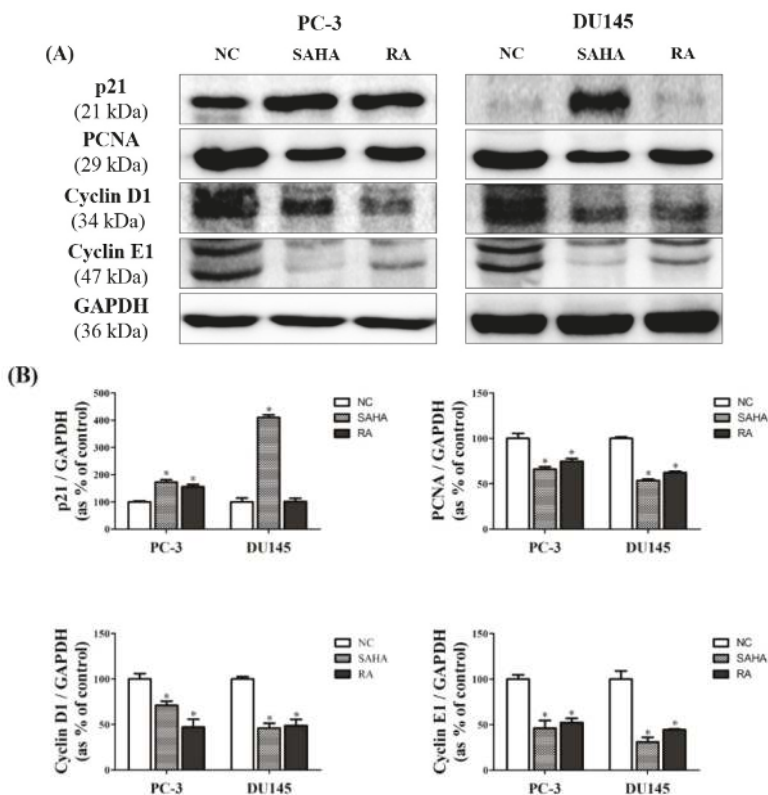 PC-3 DU145
(A) NC SAHA RA NC SAHA RA
p21
(21 kDa)
PCNA
(29 kDa)
Cyclin D1
(34 kDa)
Cyclin E1
(47 kDa)
GAPDH
(36 kDa)
(B)
p21 / GAPDH
(as % of control)
500
400
300
200
100
0
* * *
PC-3 DU145
NC
SAHA
RA
PCNA / GAPDH
(as % of control)
150
100
50
0
* * * *
PC-3 DU145
NC
SAHA
RA
Cyclin D1 / GAPDH
(as % of control)
150
100
50
0
* * * *
PC-3 DU145
NC
SAHA
RA
Cyclin E1 / GAPDH
(as % of control)
150
100
50
0
* * * *
PC-3 DU145
NC
SAHA
RA